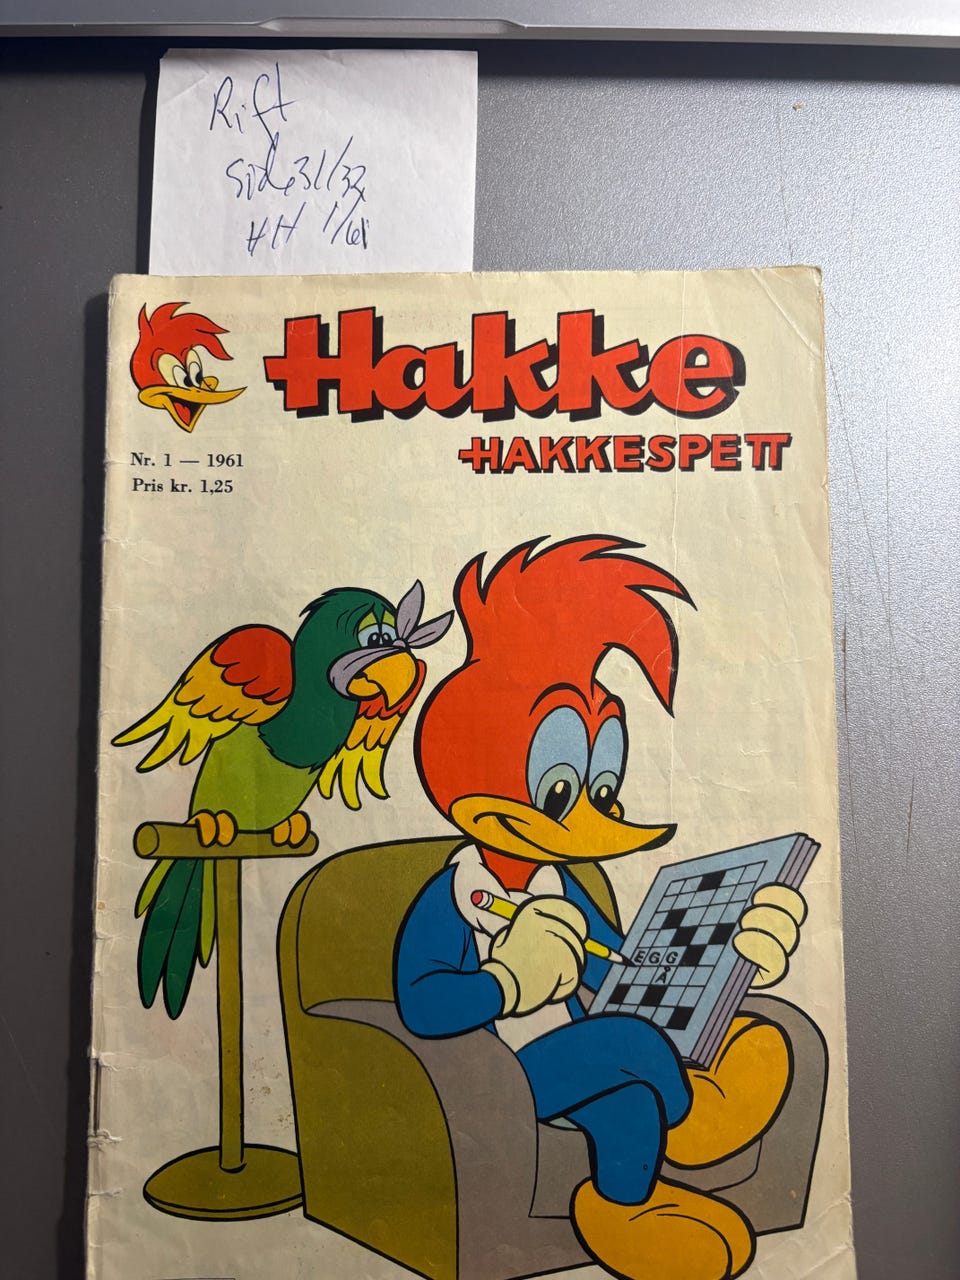 Rift
Side 31/32
HH 1/61
Hakke
HAKKESPETT
Nr. 1 — 1961
Pris kr. 1,25
EGG
Å